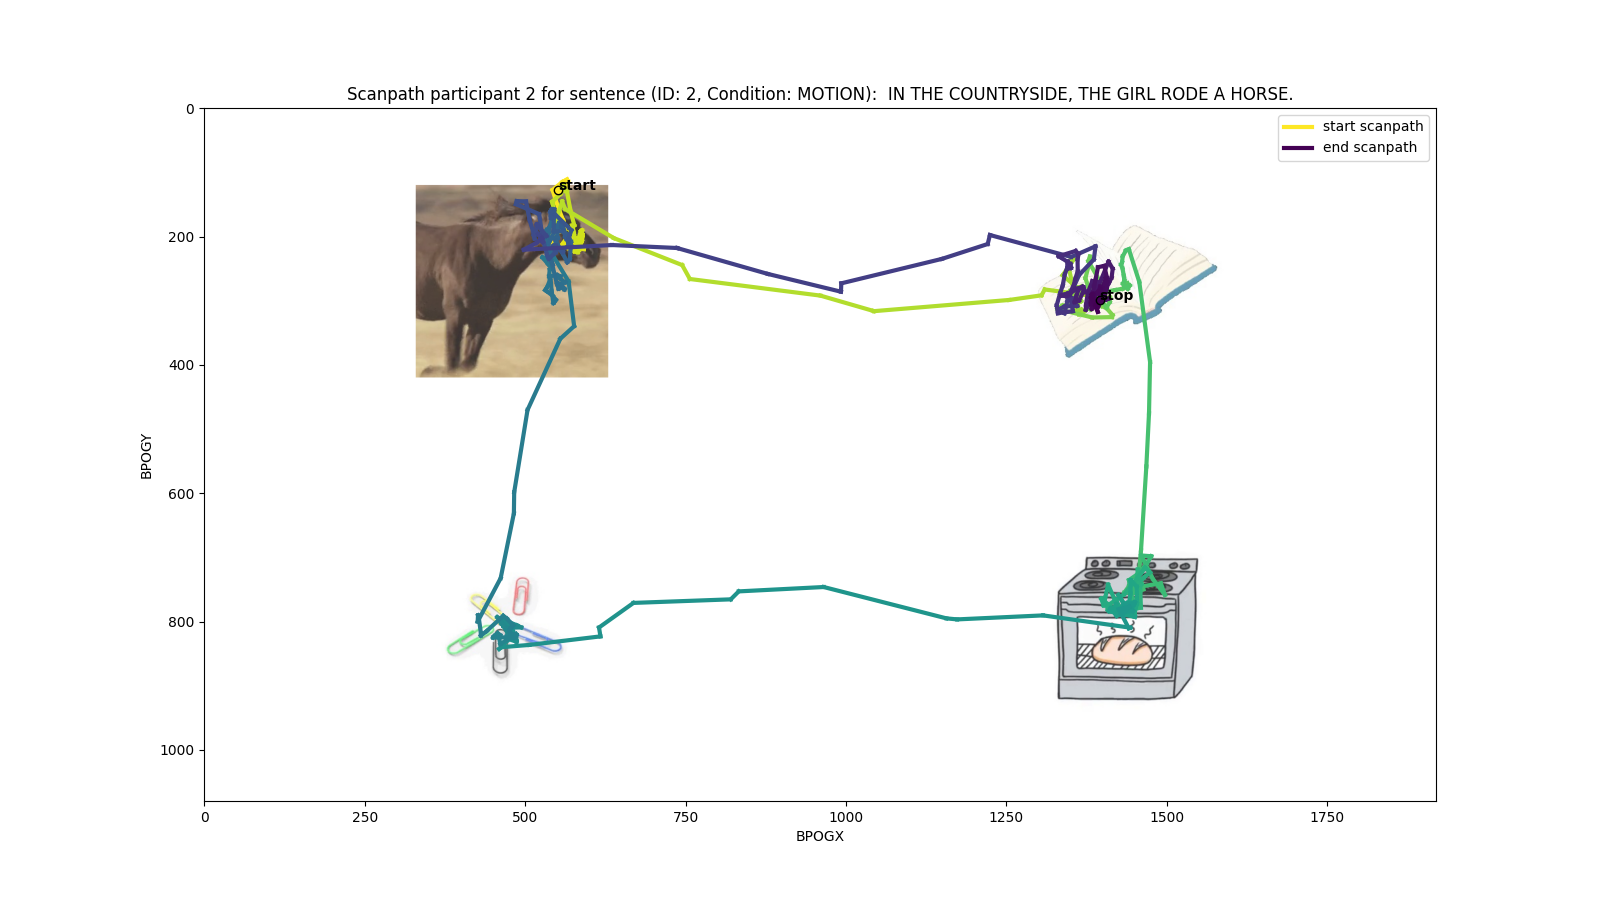 Scanpath participant 2 for sentence (ID: 2, Condition: MOTION):  IN THE COUNTRYSIDE, THE GIRL RODE A HORSE.
0
200
400
600
800
1000
BPOGY
start scanpath
end scanpath
start
stop
0
250
500
750
1000
1250
1500
1750
BPOGX